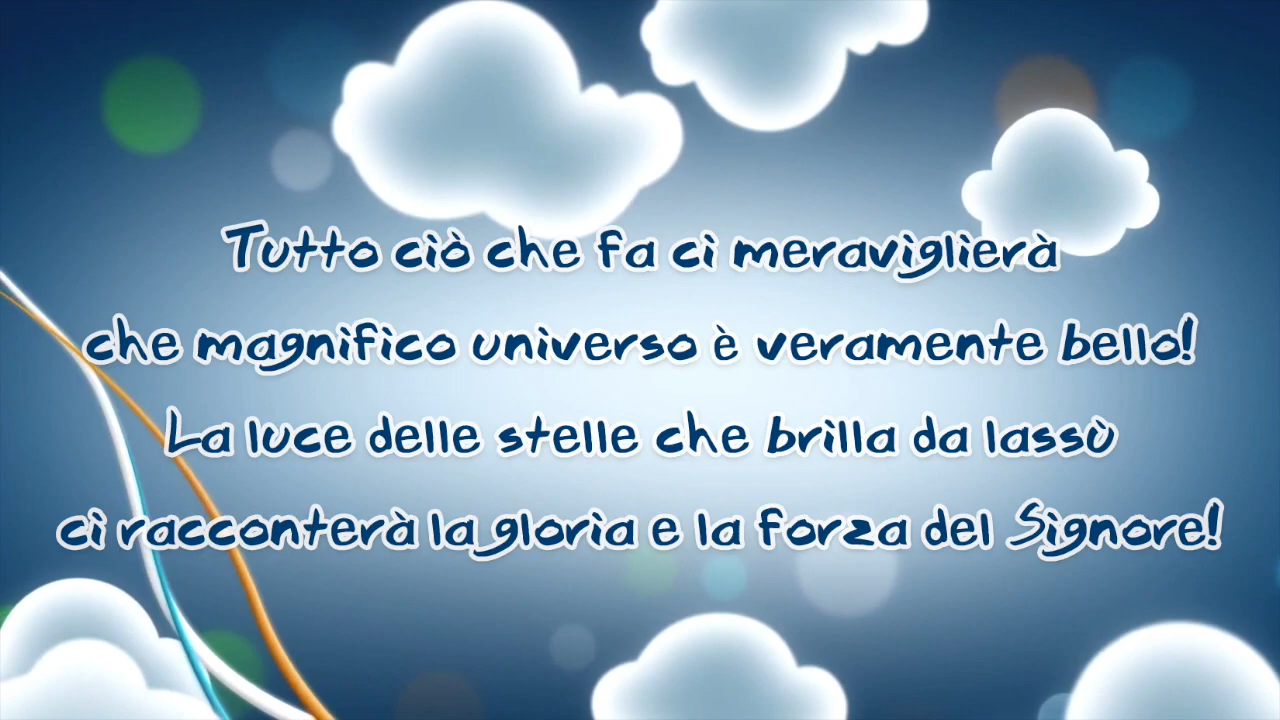 Tutto ciò che fa ci meraviglierà
che magnifico universo è veramente bello!
La luce delle stelle che brilla da lassù
ci racconterà la gloria e la forza del Signore!